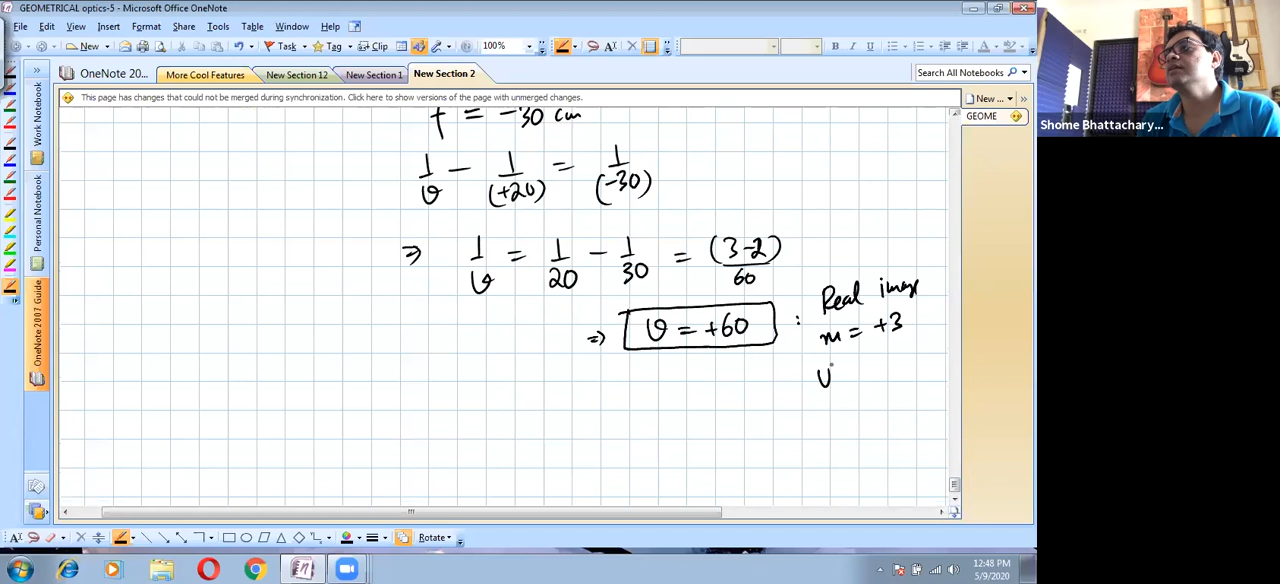 GEOMETRICAL optics-5 - Microsoft Office OneNote
File Edit View Insert Format Share Tools Table Window Help
New Task Tag Clip 100% B I U
OneNote 20... More Cool Features New Section 12 New Section 1 New Section 2 Search All Notebooks
This page has changes that could not be merged during synchronization. Click here to show versions of the page with unmerged changes.
New ...
GEOME
Shome Bhattachary...
Work Notebook
Personal Notebook
OneNote 2007 Guide
f = -30 cm
1/v - 1/(+20) = 1/(-30)
⇒ 1/v = 1/20 - 1/30 = (3-2)/60
⇒ v = +60 : Real image
m = +3
Rotate
12:48 PM
5/9/2020